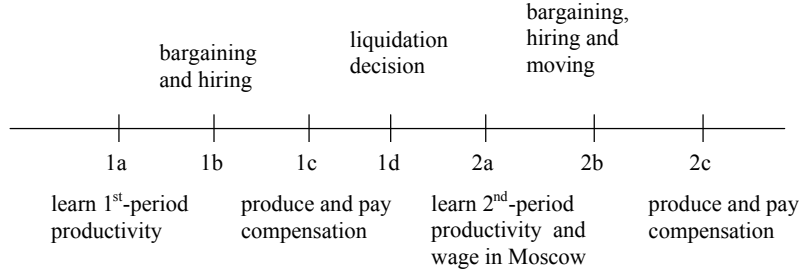 bargaining
and hiring
liquidation
decision
bargaining,
hiring and
moving
1a
1b
1c
1d
2a
2b
2c
learn 1st-period
productivity
produce and pay
compensation
learn 2nd-period
productivity and
wage in Moscow
produce and pay
compensation